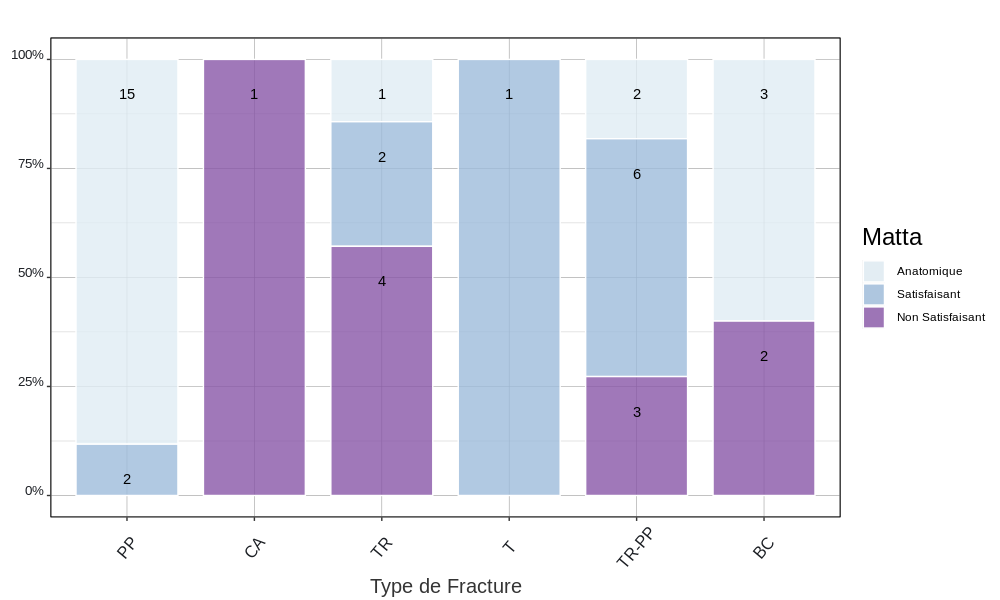 100%
75%
50%
25%
0%
15
2
1
1
2
4
1
2
6
3
3
2
PP
CA
TR
T
TR-PP
BC
Type de Fracture
Matta
Anatomique
Satisfaisant
Non Satisfaisant